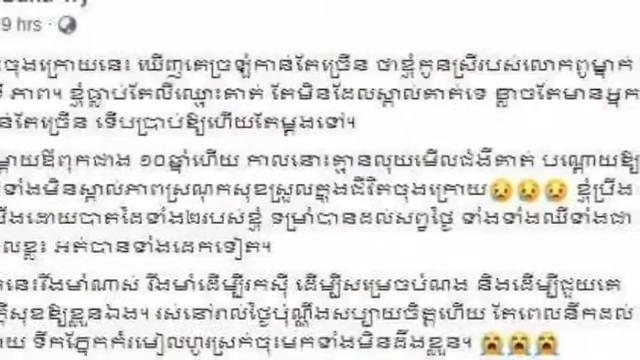 9 hrs ·
ចុងក្រោយនេះ ឃើញគេច្រឡំកាន់តែច្រើន ថាខ្ញុំកូនស្រីរបស់លោកពូម្នាក់
ភាព។ ខ្ញុំធ្លាប់តែលឺឈ្មោះគាត់ តែមិនដែលស្គាល់គាត់ទេ ខ្លាចតែមានអ្នក
តែច្រើន ទើបប្រាប់ឱ្យហើយតែម្តងទៅ។
ឪពុកជាង ១០ឆ្នាំហើយ កាលនោះគ្មានលុយមើលជំងឺគាត់ បណ្តោយឱ្យ
ទាំងមិនស្គាល់ភាពស្រណុកសុខស្រួលក្នុងជីវិតចុងក្រោយ😢😢😢 ខ្ញុំប្រឹង
ដោយបាតដៃទាំង២របស់ខ្ញុំ ទម្រាំបានដល់សព្វថ្ងៃ ទាំងទាំងឈឺទាំងជា
ខ្លះ អត់បានទាំងដេកទៀត។
នេះរឹងមាំណាស់ រឹងមាំដើម្បីរកស៊ី ដើម្បីសម្រេចបំណង និងដើម្បីជួយគេ
សុខឱ្យខ្លួនឯង។ រស់នៅរាល់ថ្ងៃប៉ុណ្ណឹងសប្បាយចិត្តហើយ តែពេលនឹកដល់
ទឹកភ្នែកកំរមៀលហូរស្រក់ចុះមកទាំងមិនដឹងខ្លួន។ 😭😭😭